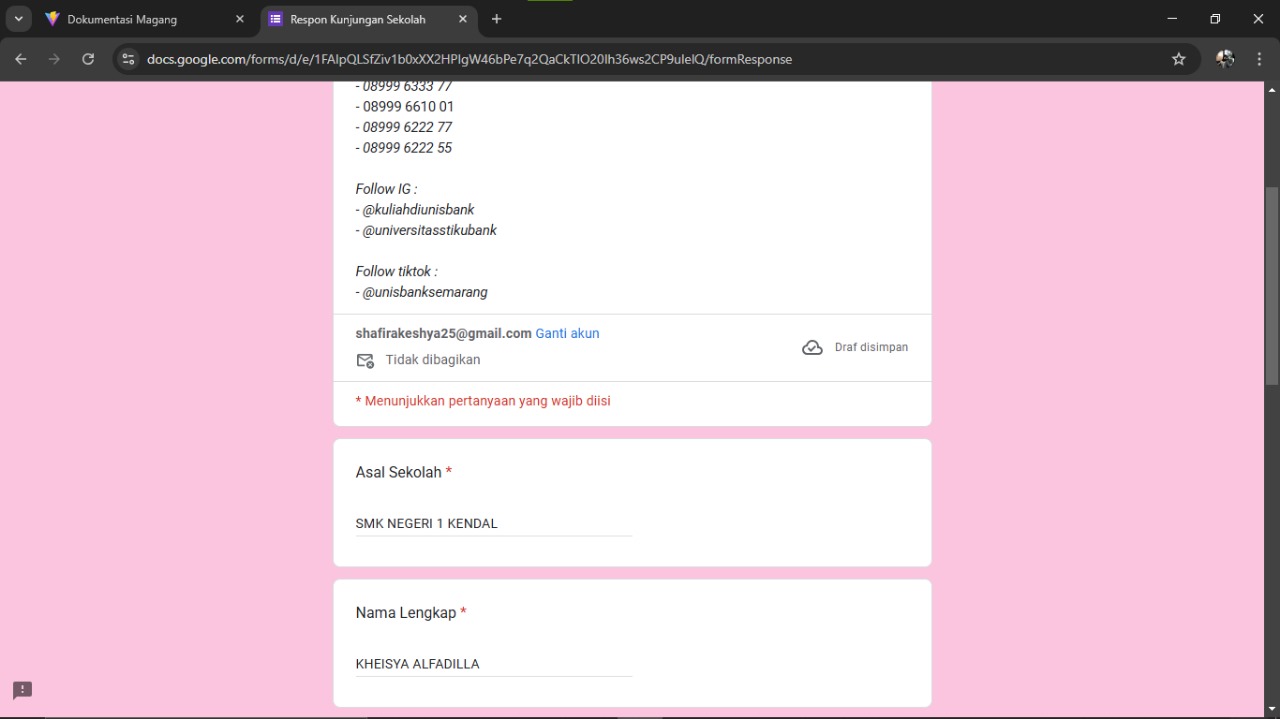 Dokumentasi Magang
Respon Kunjungan Sekolah
docs.google.com/forms/d/e/1FAIpQLSfZiv1b0xXX2HPIgW46bPe7q2QaCkTIO20Ih36ws2CP9uleIQ/formResponse
- 08999 6333 77
- 08999 6610 01
- 08999 6222 77
- 08999 6222 55
Follow IG :
- @kuliahdiunisbank
- @universitasstikubank
Follow tiktok :
- @unisbanksemarang
shafirakeshya25@gmail.com Ganti akun
Draf disimpan
Tidak dibagikan
* Menunjukkan pertanyaan yang wajib diisi
Asal Sekolah *
SMK NEGERI 1 KENDAL
Nama Lengkap *
KHEISYA ALFADILLA